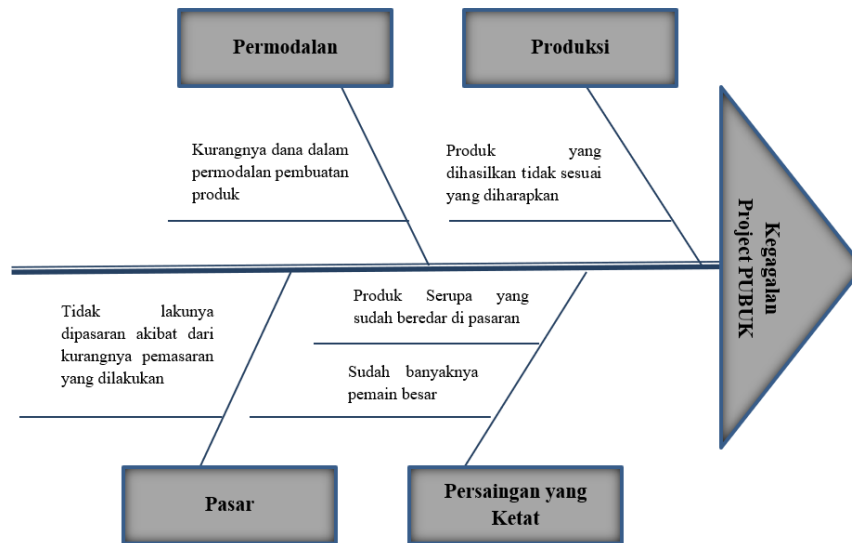 Permodalan
Produksi
Kurangnya dana dalam
permodalan pembuatan
produk
Produk yang
dihasilkan tidak sesuai
yang diharapkan
Kegagalan
Project PUBUK
Tidak lakunya
dipasaran akibat dari
kurangnya pemasaran
yang dilakukan
Produk Serupa yang
sudah beredar di pasaran
Sudah banyaknya
pemain besar
Pasar
Persaingan yang
Ketat